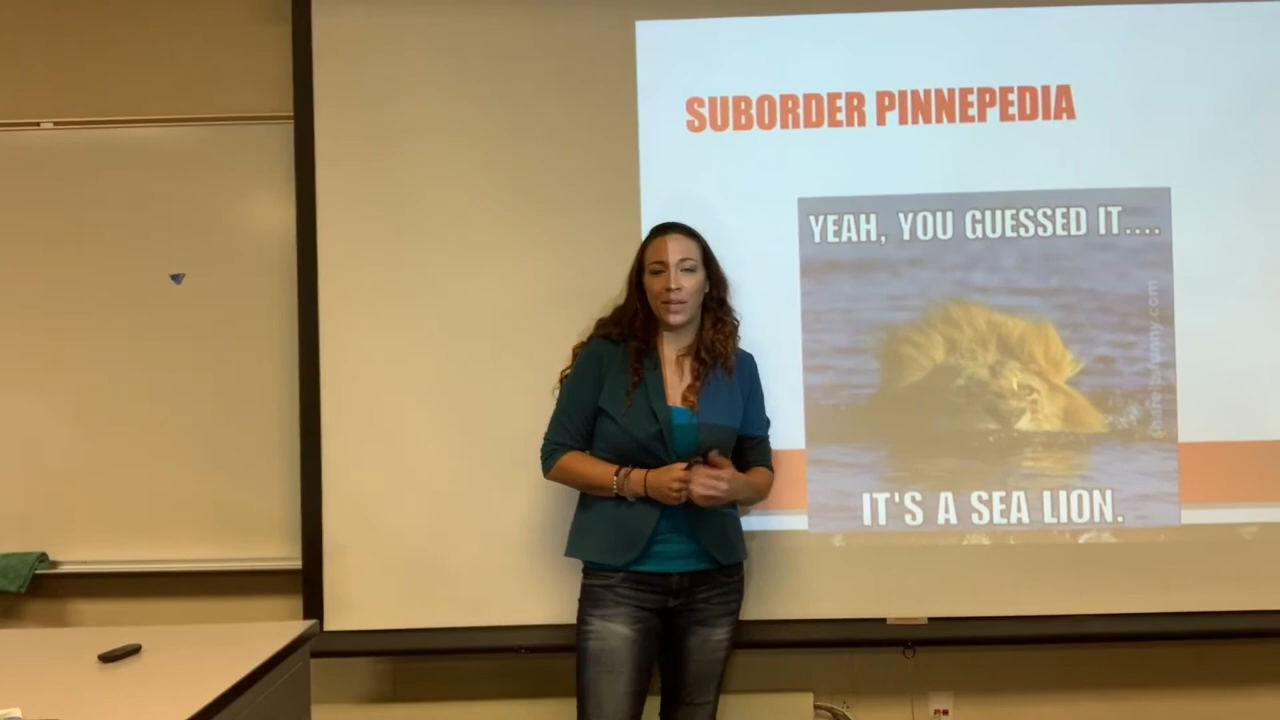 SUBORDER PINNEPEDIA
YEAH, YOU GUESSED IT....
IT'S A SEA LION.